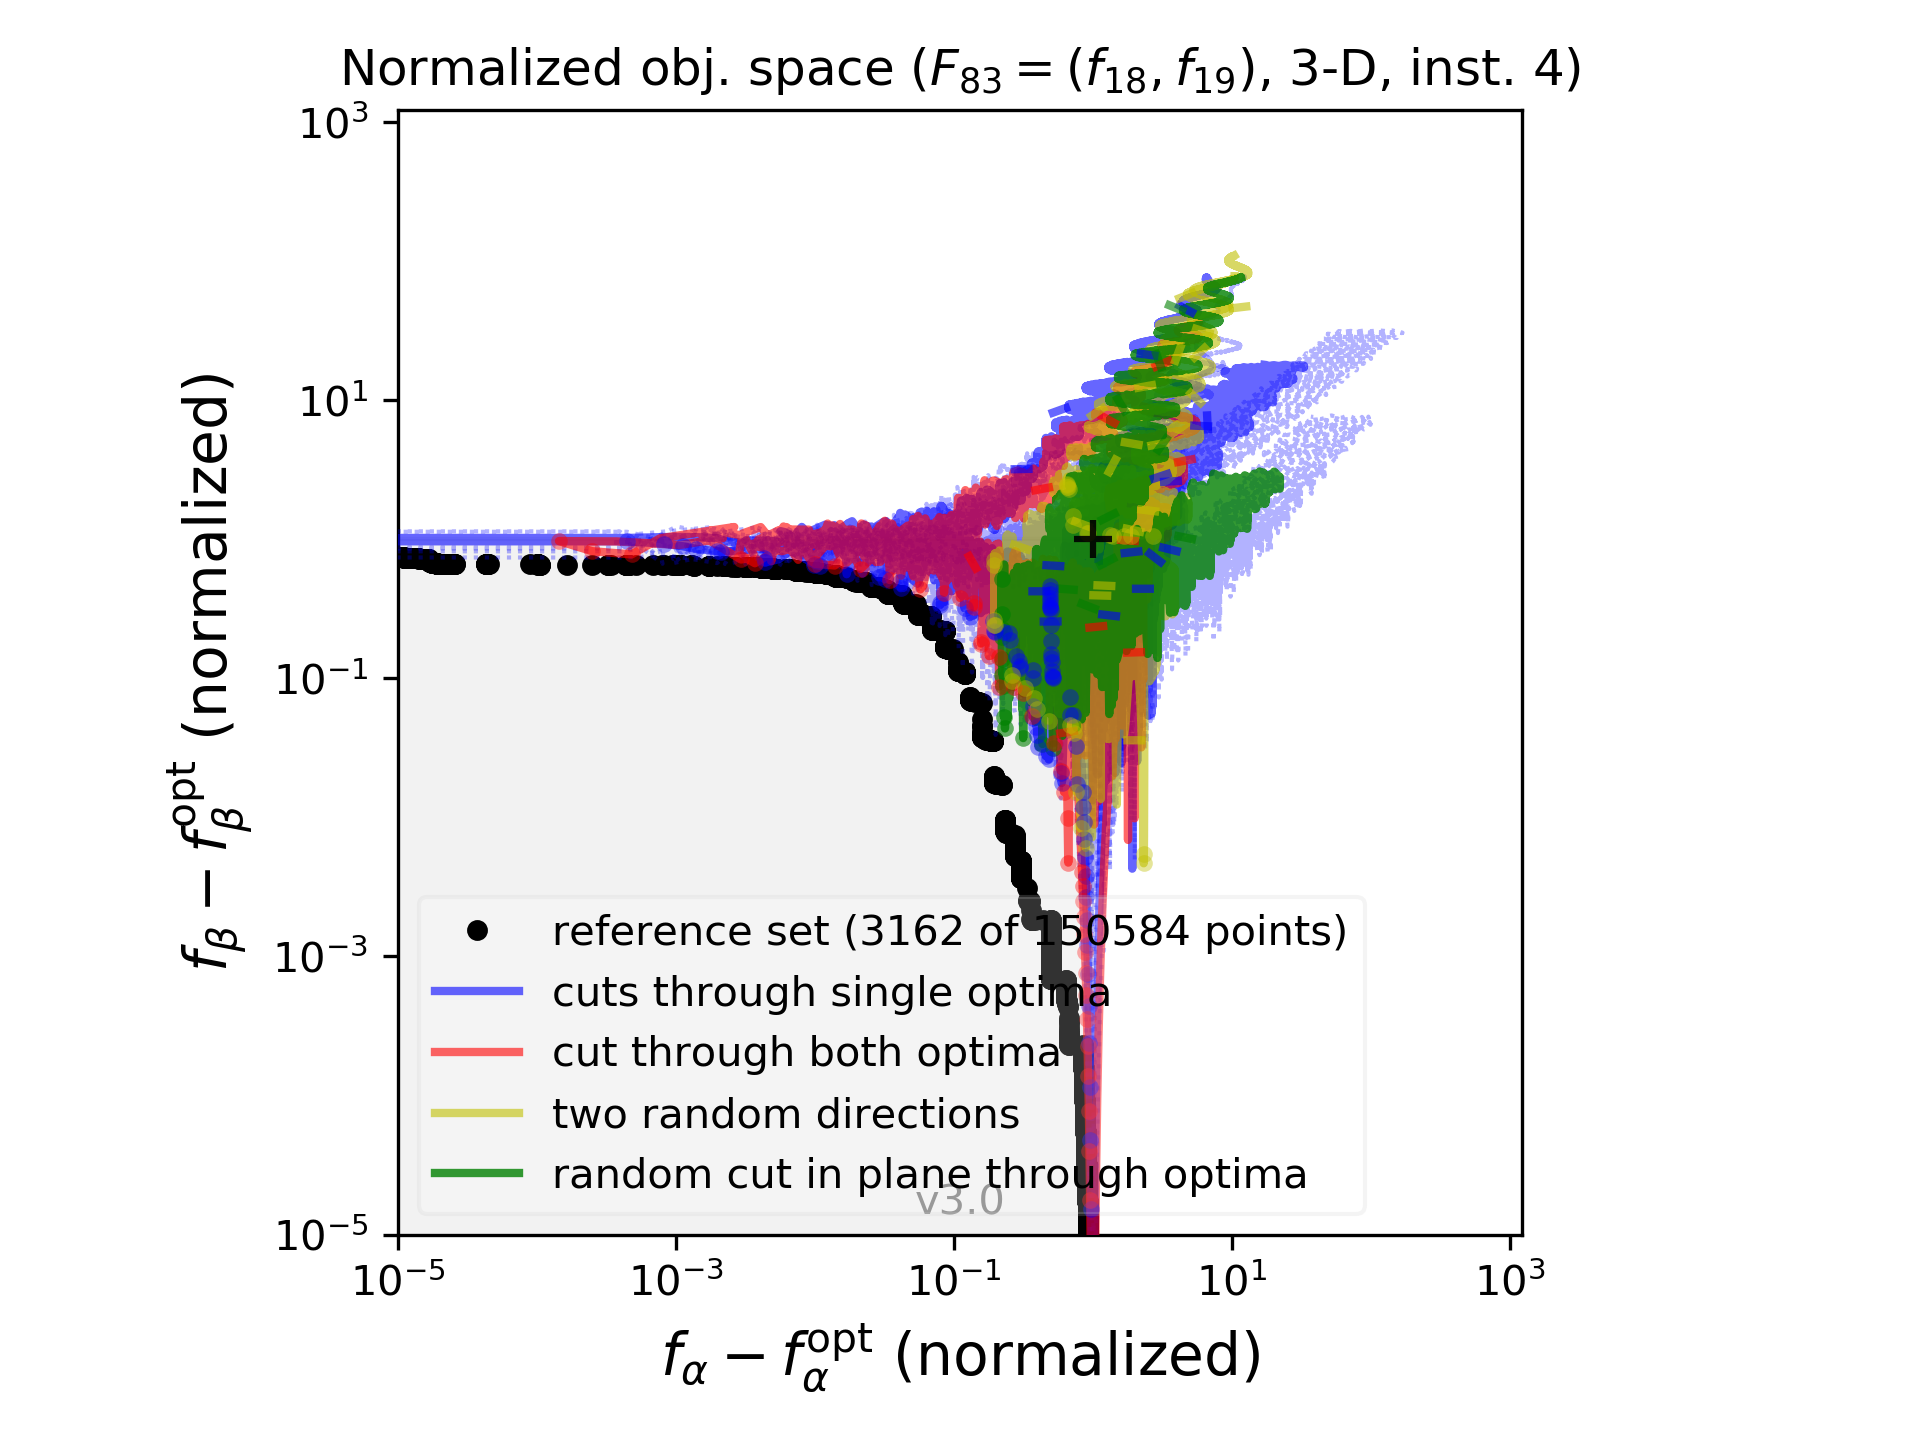 Normalized obj. space (F₈₃ = (f₁₈, f₁₉), 3-D, inst. 4)
10³
10¹
10⁻¹
10⁻³
10⁻⁵
f_β − f_β^opt (normalized)
reference set (3162 of 150584 points)
cuts through single optima
cut through both optima
two random directions
random cut in plane through optima
v3.0
10⁻⁵ 10⁻³ 10⁻¹ 10¹ 10³
f_α − f_α^opt (normalized)